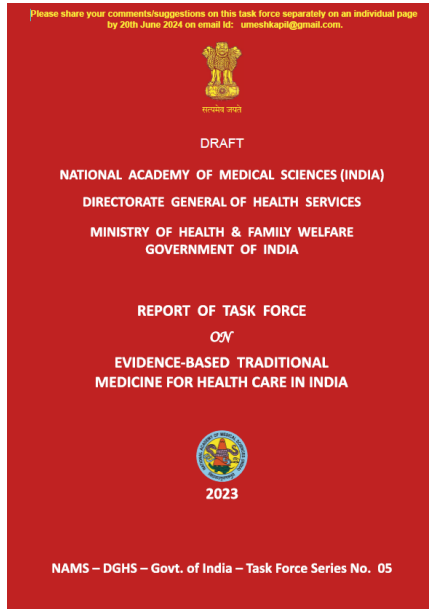 Please share your comments/suggestions on this task force separately on an individual page
by 20th June 2024 on email Id: umeshkapil@gmail.com.
सत्यमेव जयते
DRAFT
NATIONAL ACADEMY OF MEDICAL SCIENCES (INDIA)
DIRECTORATE GENERAL OF HEALTH SERVICES
MINISTRY OF HEALTH & FAMILY WELFARE
GOVERNMENT OF INDIA
REPORT OF TASK FORCE
ON
EVIDENCE-BASED TRADITIONAL
MEDICINE FOR HEALTH CARE IN INDIA
2023
NAMS – DGHS – Govt. of India – Task Force Series No. 05